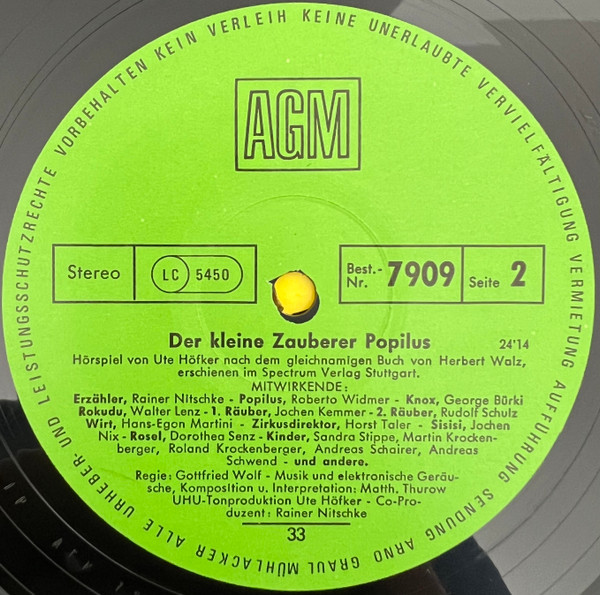 VORBEHALTEN KEIN VERLEIH KEINE UNERLAUBTE VERVIELFÄLTIGUNG VERMIETUNG AUFFÜHRUNG SENDUNG ARNO GRAUL MÜHLACKER ALLE URHEBER- UND LEISTUNGSSCHUTZRECHTE
AGM
Stereo
LC 5450
Best.-Nr. 7909
Seite 2
Der kleine Zauberer Popilus 24'14
Hörspiel von Ute Höfker nach dem gleichnamigen Buch von Herbert Walz,
erschienen im Spectrum Verlag Stuttgart.
MITWIRKENDE:
Erzähler, Rainer Nitschke - Popilus, Roberto Widmer - Knox, George Bürki
Rokudu, Walter Lenz - 1. Räuber, Jochen Kemmer - 2. Räuber, Rudolf Schulz
Wirt, Hans-Egon Martini - Zirkusdirektor, Horst Taler - Sisisi, Jochen
Nix - Rosel, Dorothea Senz - Kinder, Sandra Stippe, Martin Krocken-
berger, Roland Krockenberger, Andreas Schairer, Andreas
Schwend - und andere.
Regie: Gottfried Wolf - Musik und elektronische Geräu-
sche, Komposition u. Interpretation: Matth. Thurow
UHU-Tonproduktion Ute Höfker - Co-Pro-
duzent: Rainer Nitschke
33